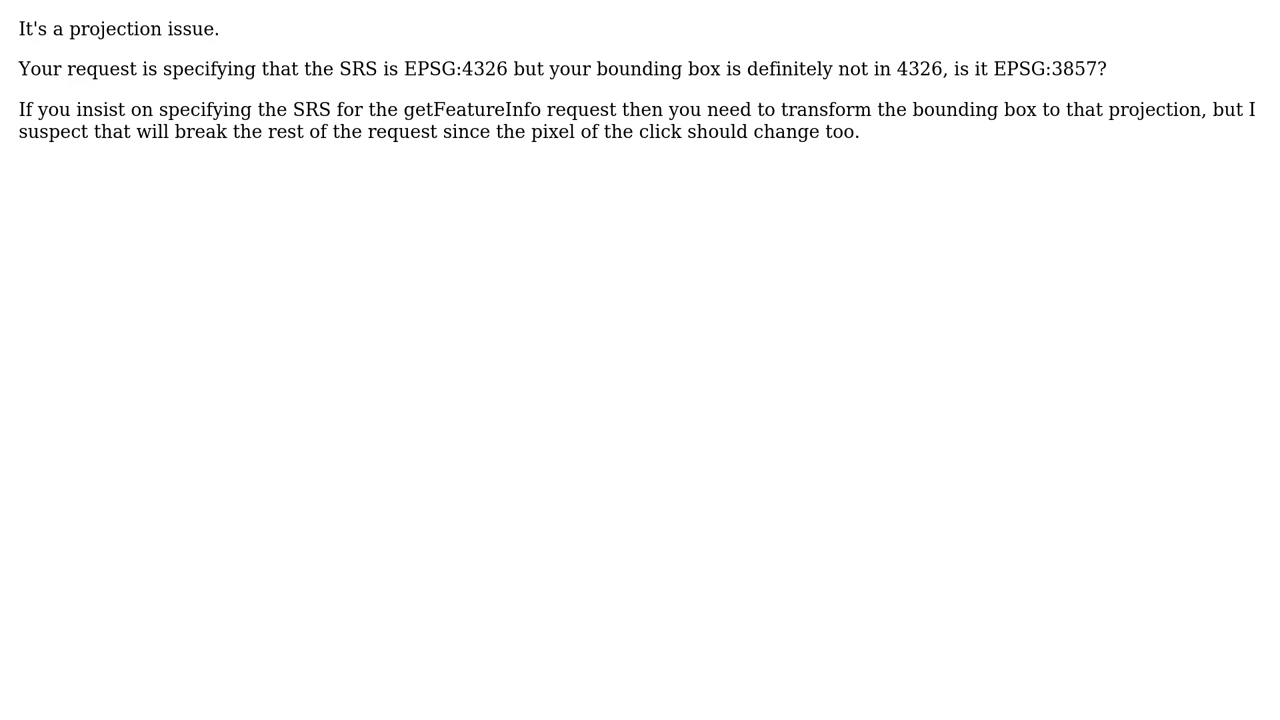 It's a projection issue.
Your request is specifying that the SRS is EPSG:4326 but your bounding box is definitely not in 4326, is it EPSG:3857?
If you insist on specifying the SRS for the getFeatureInfo request then you need to transform the bounding box to that projection, but I
suspect that will break the rest of the request since the pixel of the click should change too.